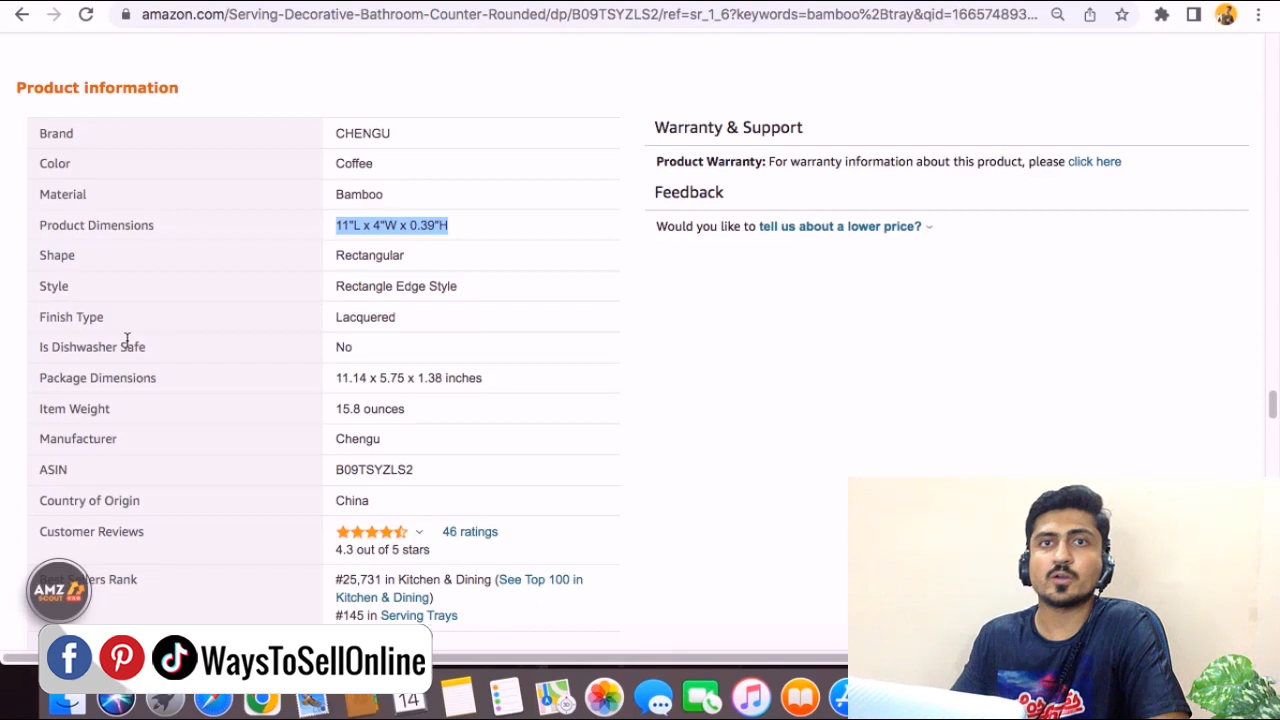 amazon.com/Serving-Decorative-Bathroom-Counter-Rounded/dp/B09TSYZLS2/ref=sr_1_6?keywords=bamboo%2Btray&qid=166574893...
Product information
Brand CHENGU
Color Coffee
Material Bamboo
Product Dimensions 11"L x 4"W x 0.39"H
Shape Rectangular
Style Rectangle Edge Style
Finish Type Lacquered
Is Dishwasher Safe No
Package Dimensions 11.14 x 5.75 x 1.38 inches
Item Weight 15.8 ounces
Manufacturer Chengu
ASIN B09TSYZLS2
Country of Origin China
Customer Reviews 46 ratings
4.3 out of 5 stars
Best Sellers Rank #25,731 in Kitchen & Dining (See Top 100 in
Kitchen & Dining)
#145 in Serving Trays
Warranty & Support
Product Warranty: For warranty information about this product, please click here
Feedback
Would you like to tell us about a lower price?
AMZ
SCOUT
WaysToSellOnline
14